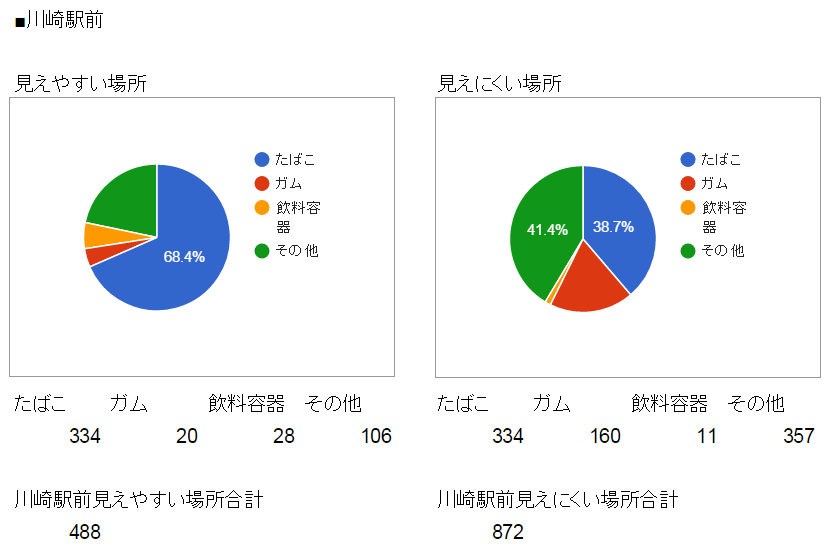 ■川崎駅前
見えやすい場所
68.4%
たばこ
ガム
飲料容
器
その他
たばこ ガム 飲料容器 その他
334 20 28 106
川崎駅前見えやすい場所合計
488
見えにくい場所
41.4% 38.7%
たばこ
ガム
飲料容
器
その他
たばこ ガム 飲料容器 その他
334 160 11 357
川崎駅前見えにくい場所合計
872